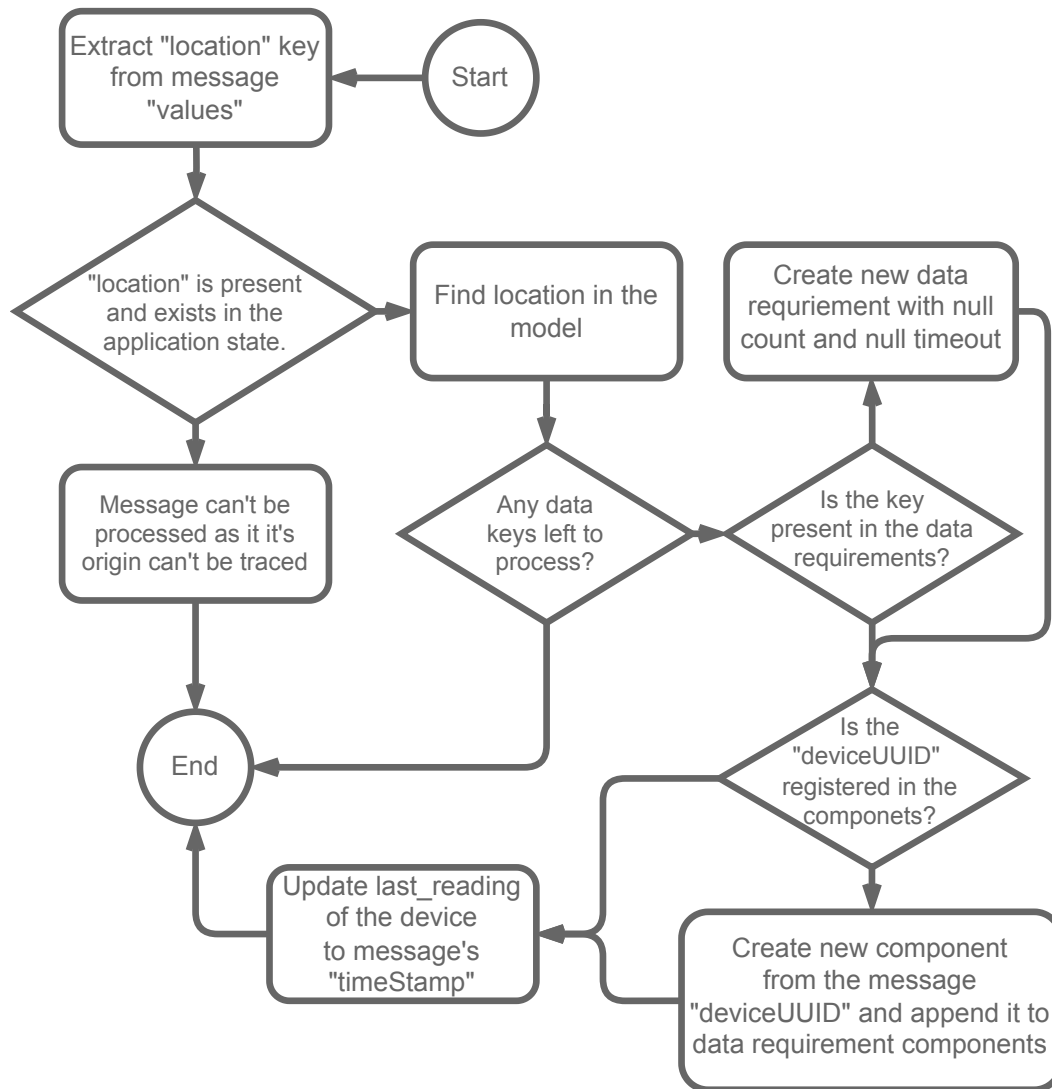 Extract "location" key
from message
"values"
Start
"location" is present
and exists in the
application state.
Find location in the
model
Create new data
requriement with null
count and null timeout
Message can't be
processed as it it's
origin can't be traced
Any data
keys left to
process?
Is the key
present in the data
requirements?
End
Is the
"deviceUUID"
registered in the
componets?
Update last_reading
of the device
to message's
"timeStamp"
Create new component
from the message
"deviceUUID" and append it to
data requirement components